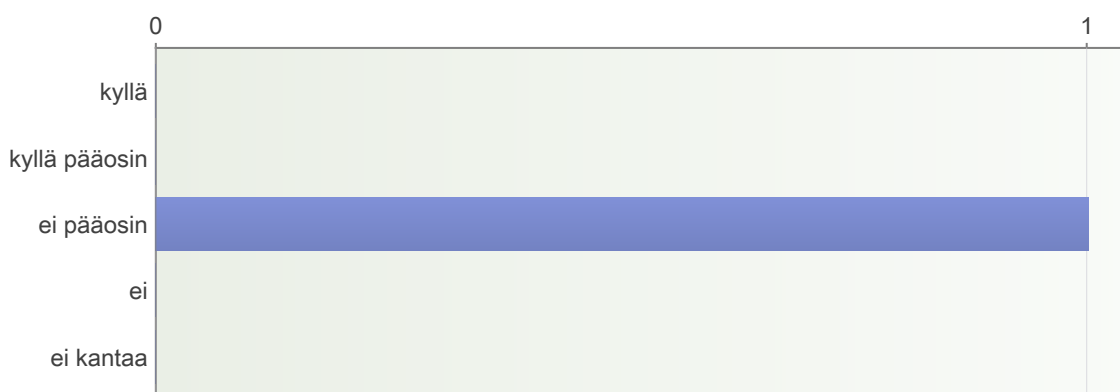 0 1
kyllä
kyllä pääosin
ei pääosin
ei
ei kantaa